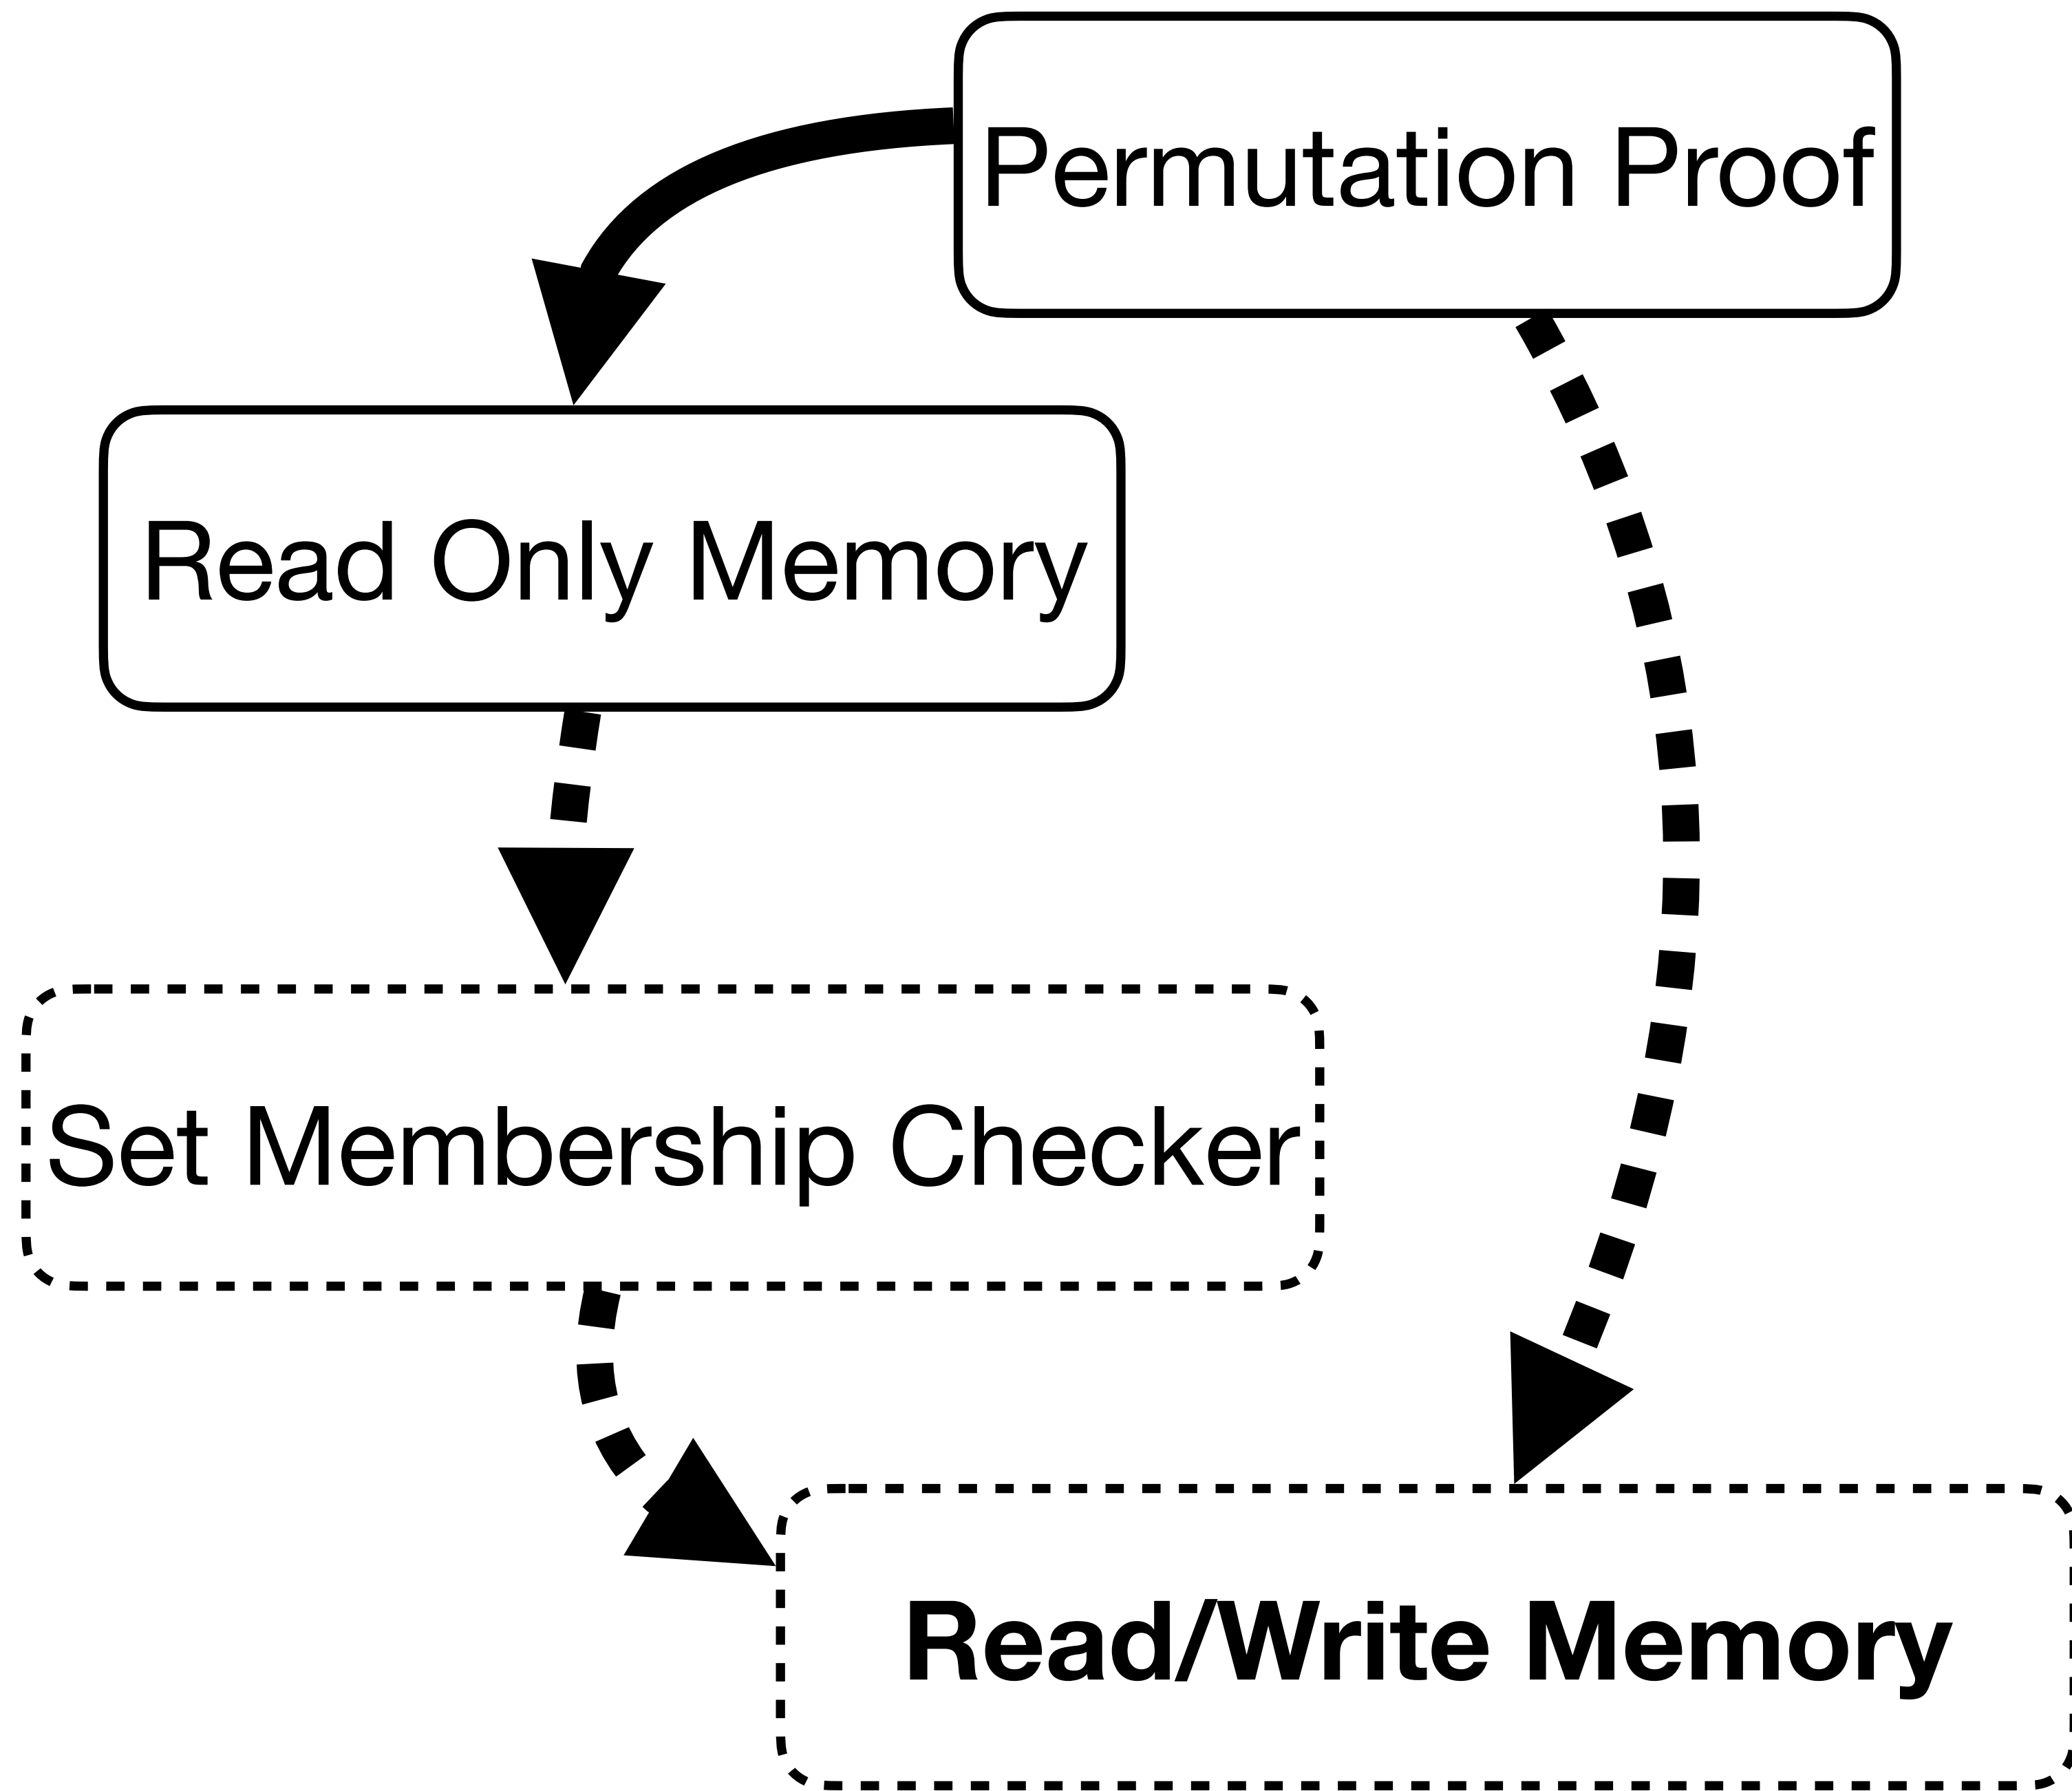 Permutation Proof
Read Only Memory
Set Membership Checker
Read/Write Memory